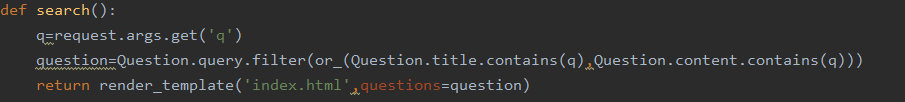 def search():
    q=request.args.get('q')
    question=Question.query.filter(or_(Question.title.contains(q),Question.content.contains(q)))
    return render_template('index.html',questions=question)